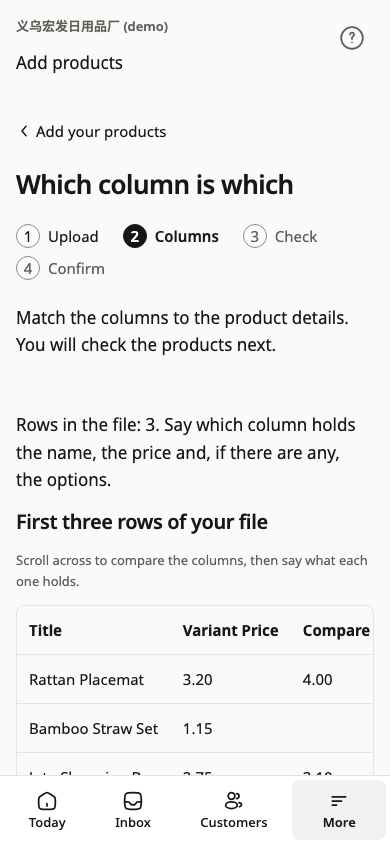 义乌宏发日用品厂 (demo)
Add products
Add your products
Which column is which
1 Upload 2 Columns 3 Check
4 Confirm
Match the columns to the product details.
You will check the products next.
Rows in the file: 3. Say which column holds
the name, the price and, if there are any,
the options.
First three rows of your file
Scroll across to compare the columns, then say what each
one holds.
Title Variant Price Compare
Rattan Placemat 3.20 4.00
Bamboo Straw Set 1.15
Today Inbox Customers More